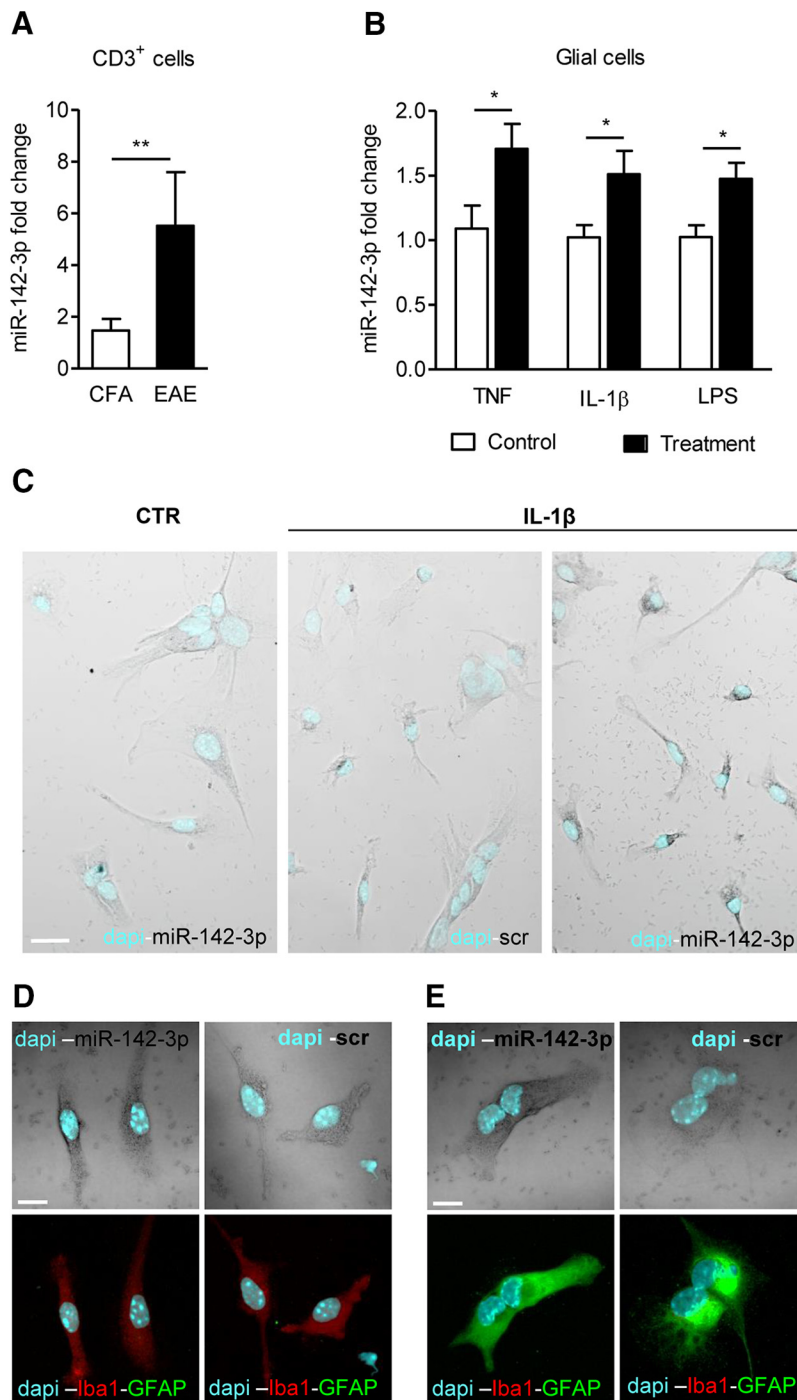 A
CD3+ cells
miR-142-3p fold change
10
8
6
4
2
0
**
CFA EAE
B
Glial cells
miR-142-3p fold change
2.0
1.5
1.0
0.5
0.0
* * *
TNF IL-1β LPS
Control Treatment
C
CTR IL-1β
dapi-miR-142-3p dapi-scr dapi-miR-142-3p
D
dapi –miR-142-3p dapi -scr
dapi –Iba1-GFAP dapi –Iba1-GFAP
E
dapi –miR-142-3p dapi -scr
dapi –Iba1-GFAP dapi –Iba1-GFAP